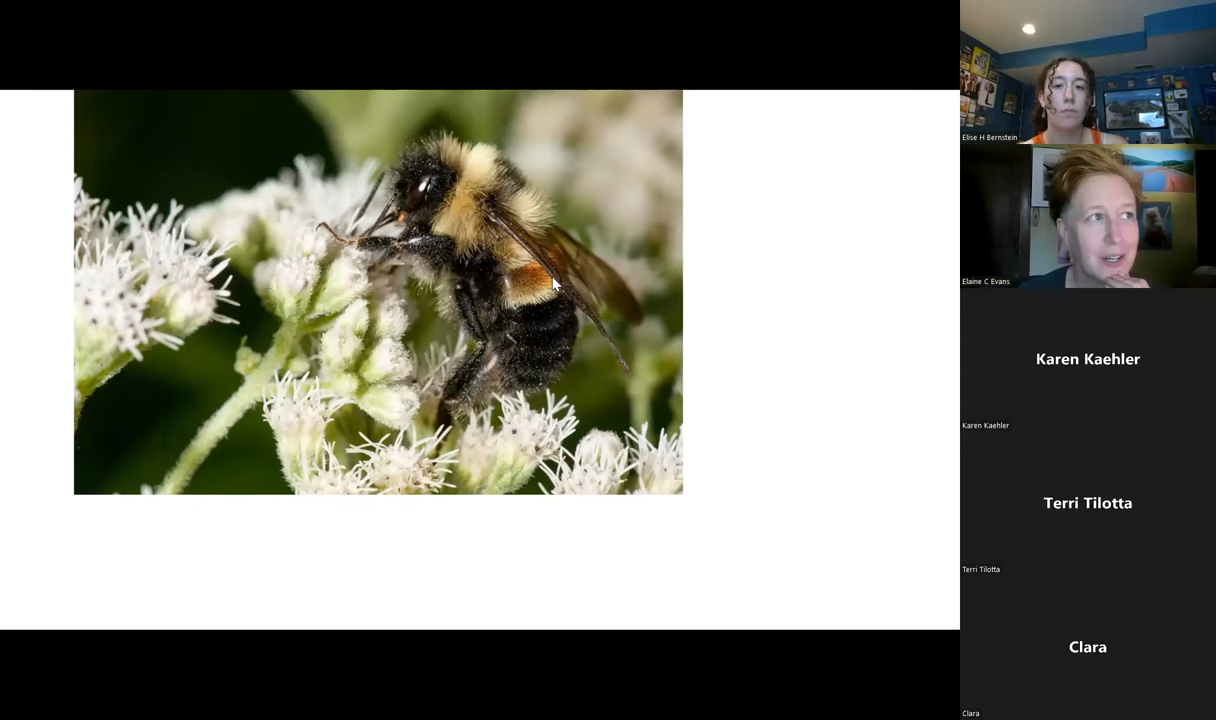 Elise H Bernstein
Elaine C Evans
Karen Kaehler
Karen Kaehler
Terri Tilotta
Terri Tilotta
Clara
Clara